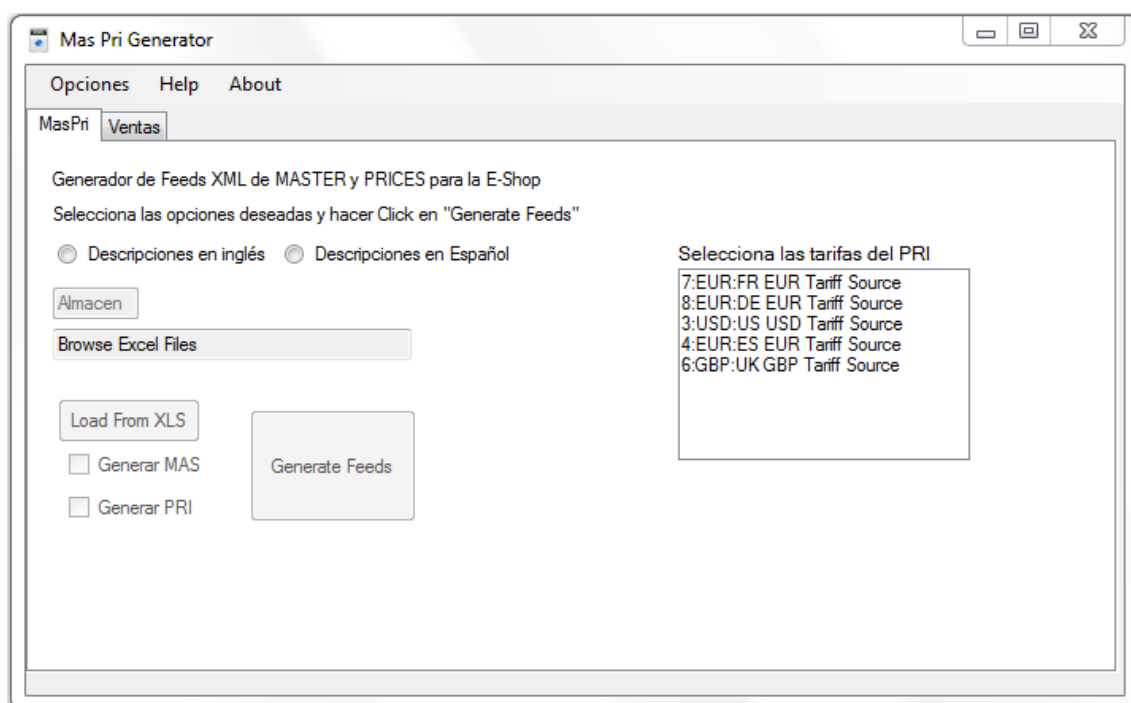 Mas Pri Generator
Opciones Help About
MasPri Ventas
Generador de Feeds XML de MASTER y PRICES para la E-Shop
Selecciona las opciones deseadas y hacer Click en "Generate Feeds"
Descripciones en inglés Descripciones en Español
Selecciona las tarifas del PRI
7:EUR:FR EUR Tariff Source
8:EUR:DE EUR Tariff Source
3:USD:US USD Tariff Source
4:EUR:ES EUR Tariff Source
6:GBP:UK GBP Tariff Source
Almacen
Browse Excel Files
Load From XLS
Generar MAS
Generar PRI
Generate Feeds